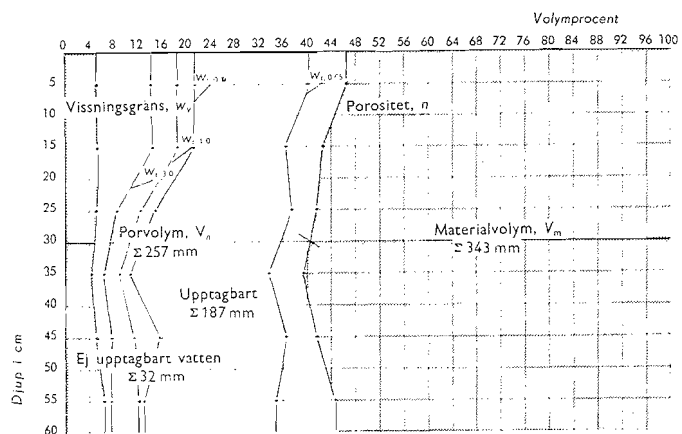 Volymprocent
0 4 8 12 16 20 24 28 32 36 40 44 48 52 56 60 64 68 72 76 80 84 88 92 96 100
5
Vissningsgräns, wv
Porositet, n
10
15
20
25
Porvolym, Vn
Materialvolym, Vm
30
Σ 257 mm
Σ 343 mm
35
Upptagbart
Σ 187 mm
40
45
Ej upptagbart vatten
50
Σ 32 mm
55
60
Djup i cm